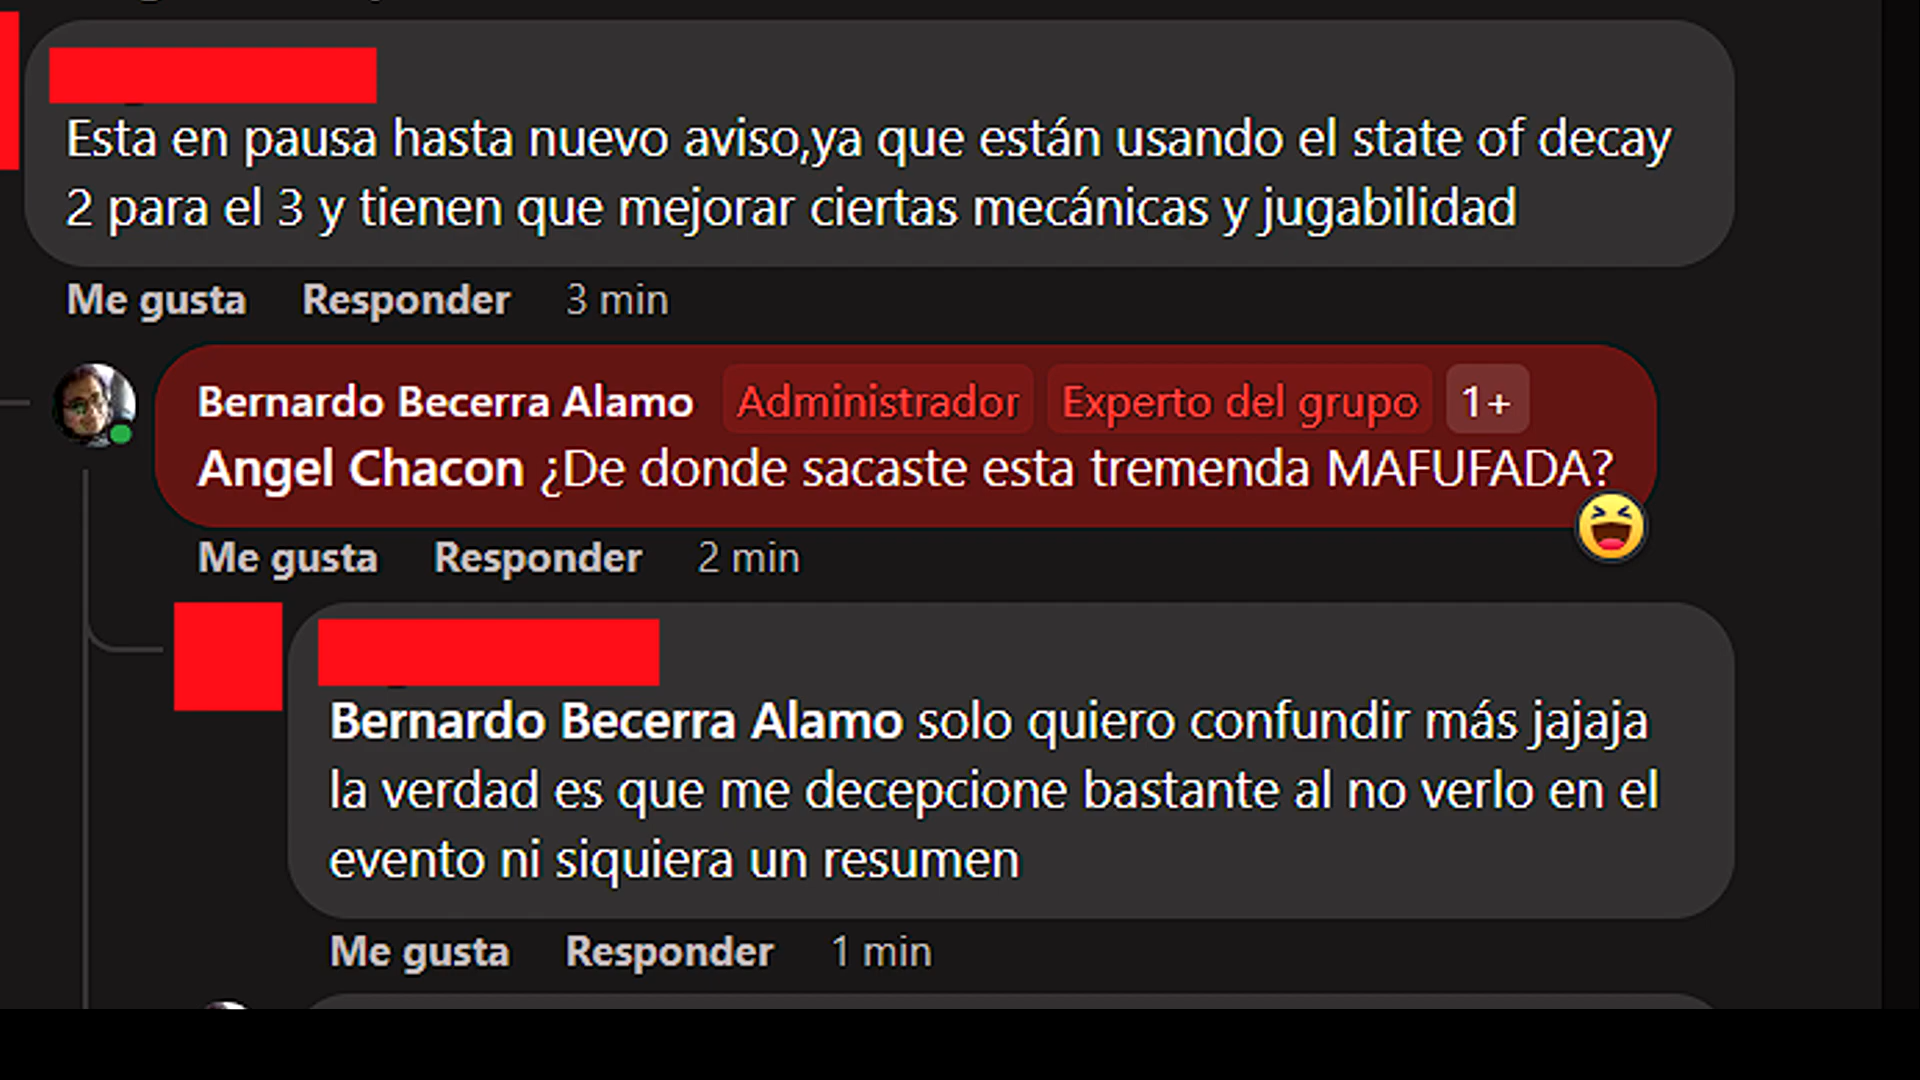 Esta en pausa hasta nuevo aviso,ya que están usando el state of decay
2 para el 3 y tienen que mejorar ciertas mecánicas y jugabilidad
Me gusta Responder 3 min
Bernardo Becerra Alamo Administrador Experto del grupo 1+
Angel Chacon ¿De donde sacaste esta tremenda MAFUFADA?
Me gusta Responder 2 min
Bernardo Becerra Alamo solo quiero confundir más jajaja
la verdad es que me decepcione bastante al no verlo en el
evento ni siquiera un resumen
Me gusta Responder 1 min